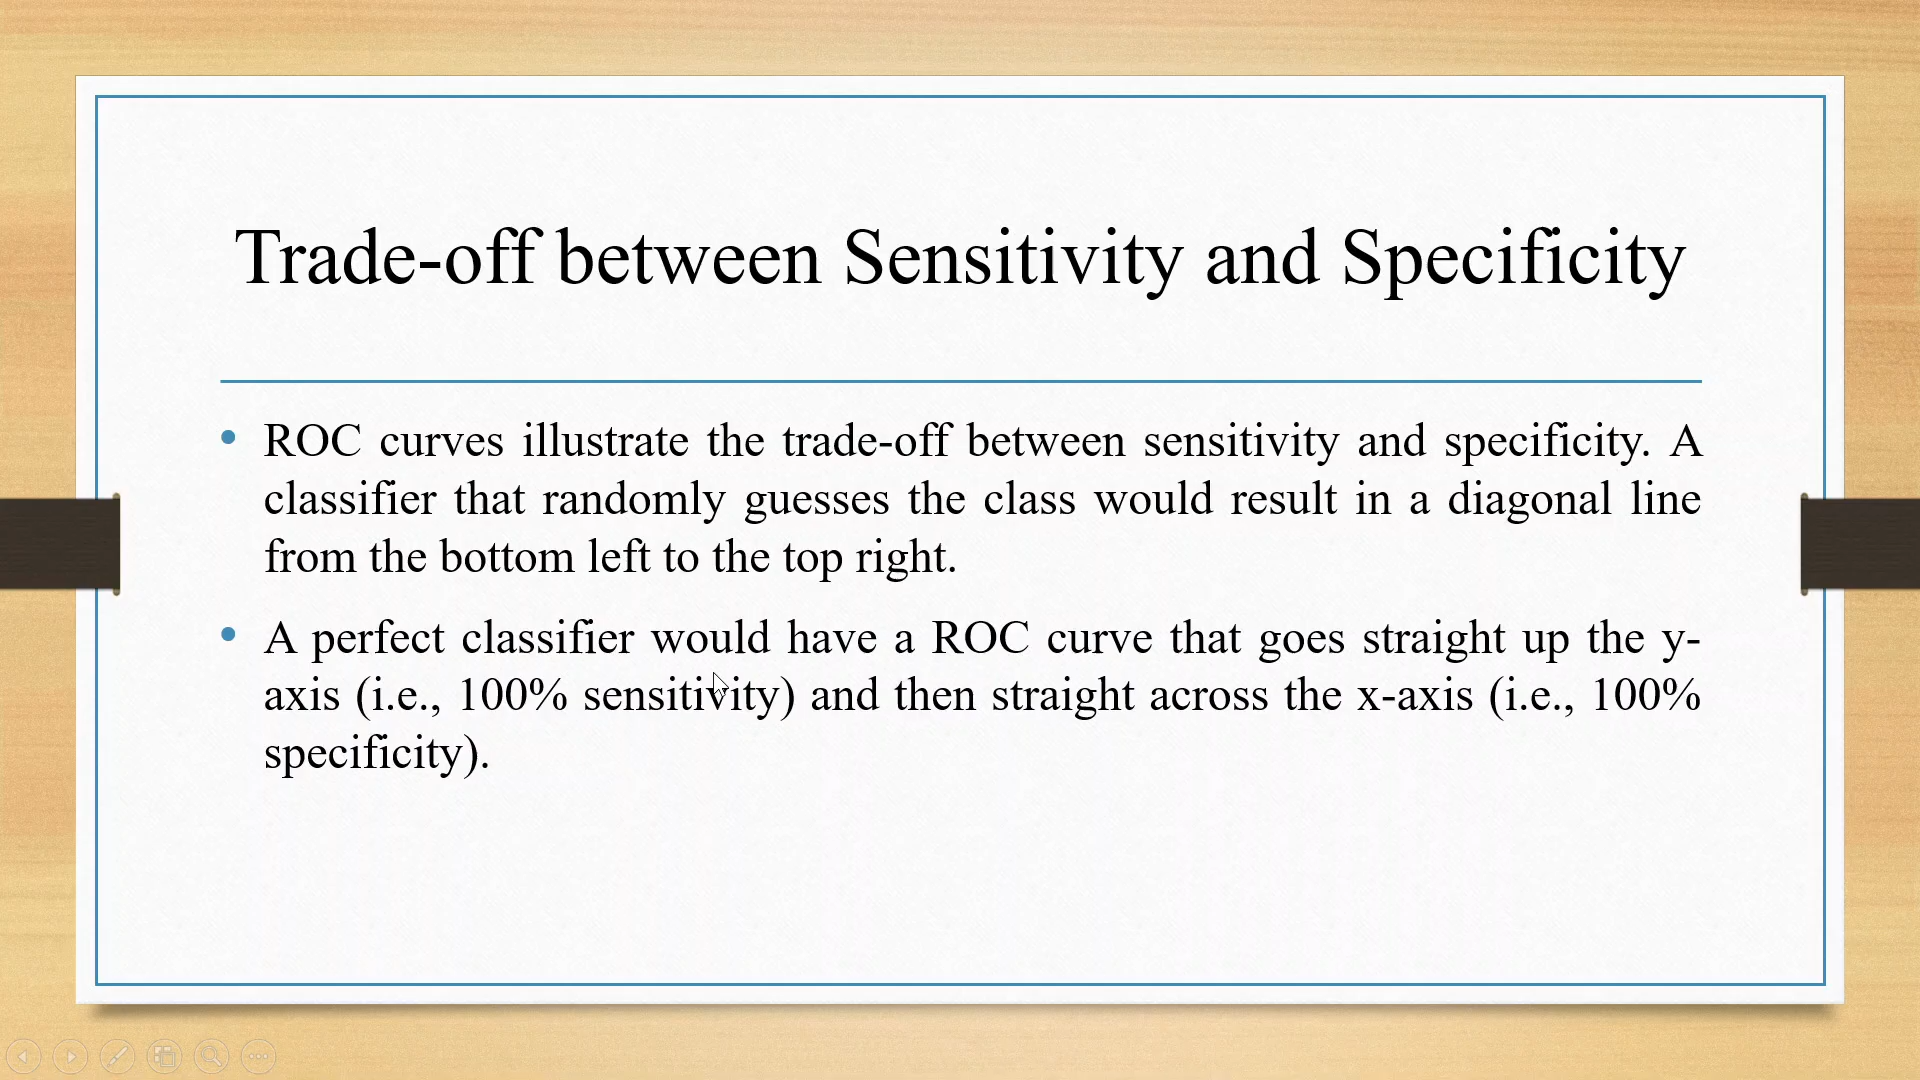 Trade-off between Sensitivity and Specificity
• ROC curves illustrate the trade-off between sensitivity and specificity. A
classifier that randomly guesses the class would result in a diagonal line
from the bottom left to the top right.
• A perfect classifier would have a ROC curve that goes straight up the y-
axis (i.e., 100% sensitivity) and then straight across the x-axis (i.e., 100%
specificity).